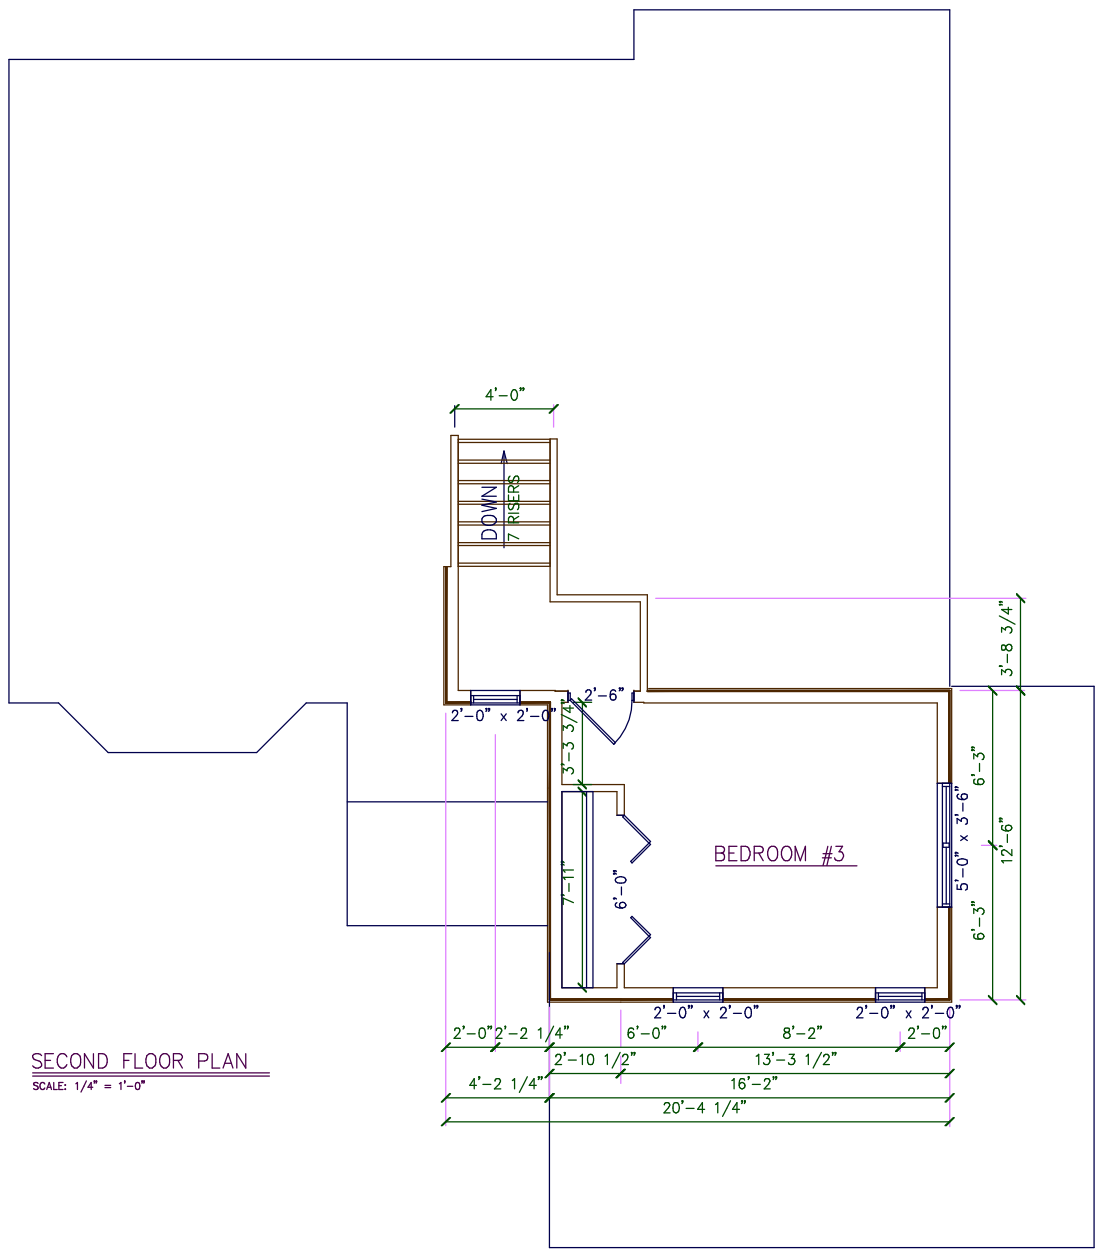 4'-0"
DOWN
7 RISERS
3'-8 3/4"
2'-6"
2'-0" x 2'-0"
3'-3 3/4"
6'-3"
5'-0" x 3'-6"
12'-6"
BEDROOM #3
7'-11"
6'-0"
6'-3"
2'-0" x 2'-0"
2'-0" x 2'-0"
2'-0"
2'-2 1/4"
6'-0"
8'-2"
2'-0"
2'-10 1/2"
13'-3 1/2"
4'-2 1/4"
16'-2"
20'-4 1/4"
SECOND FLOOR PLAN
SCALE: 1/4" = 1'-0"